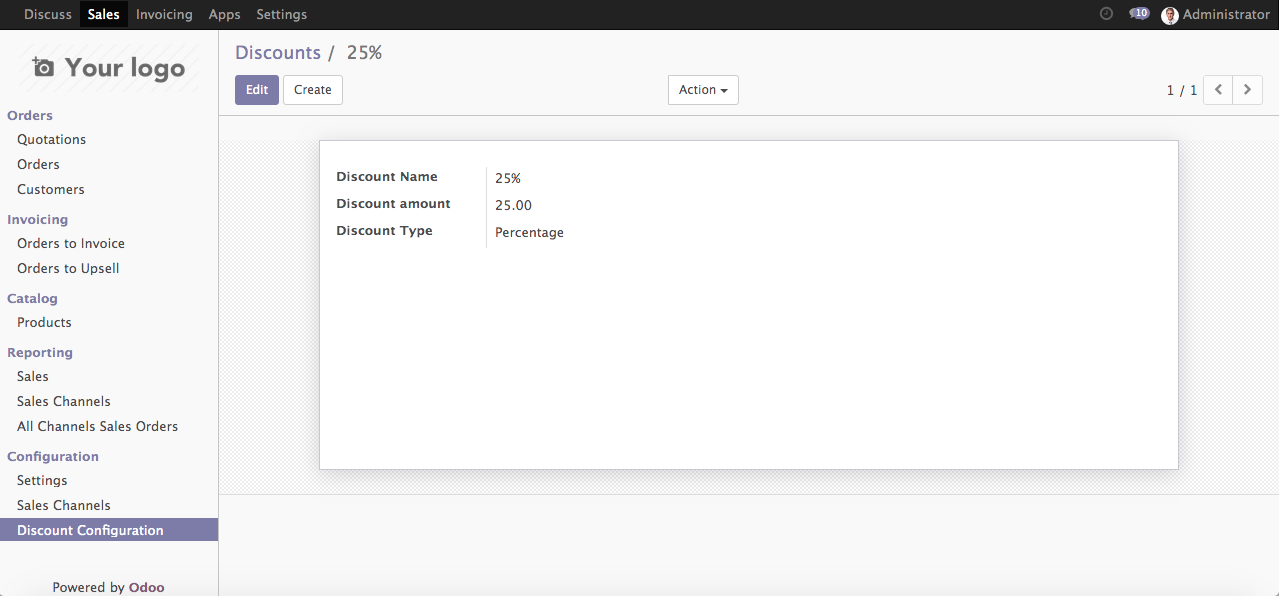 Discuss Sales Invoicing Apps Settings 10 Administrator
Your logo
Orders
Quotations
Orders
Customers
Invoicing
Orders to Invoice
Orders to Upsell
Catalog
Products
Reporting
Sales
Sales Channels
All Channels Sales Orders
Configuration
Settings
Sales Channels
Discount Configuration
Powered by Odoo
Discounts / 25%
Edit Create Action 1 / 1
Discount Name 25%
Discount amount 25.00
Discount Type Percentage